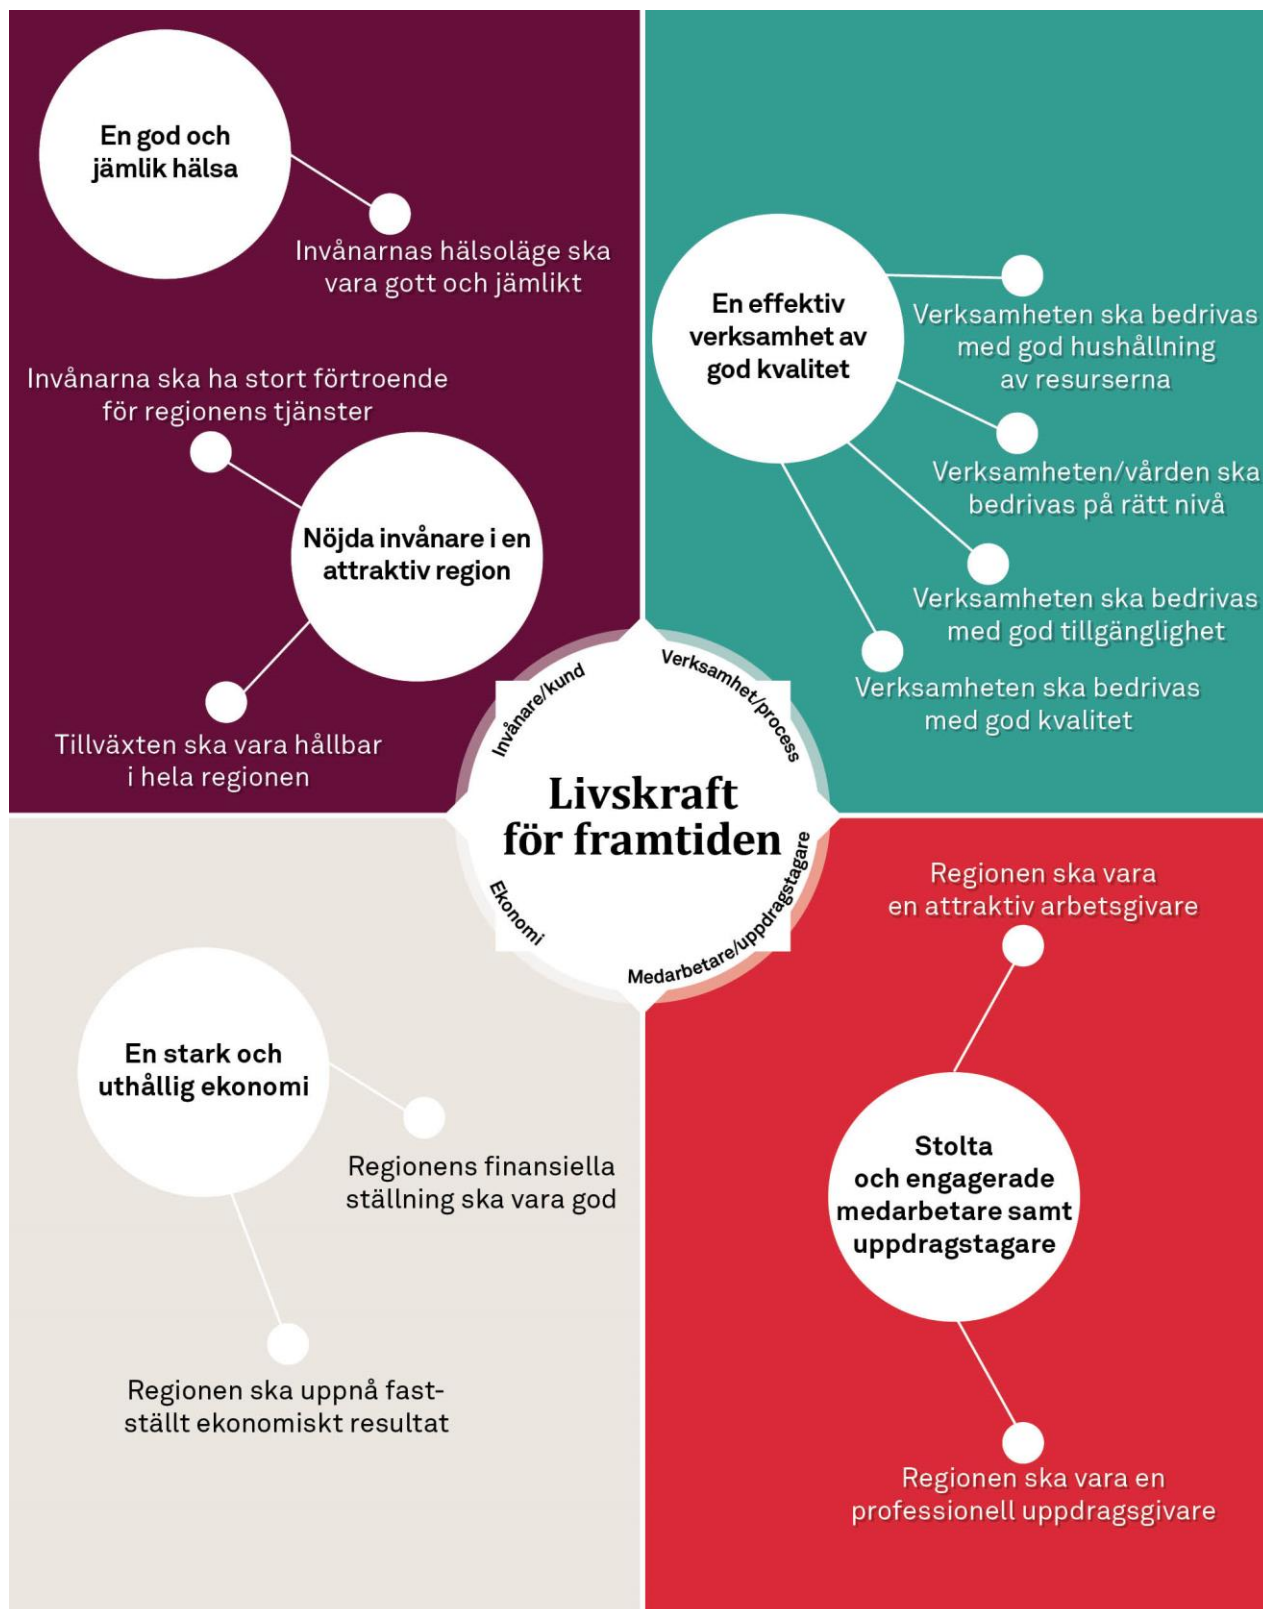 En god och
jämlik hälsa
Invånarnas hälsoläge ska
vara gott och jämlikt
Invånarna ska ha stort förtroende
för regionens tjänster
Nöjda invånare i en
attraktiv region
Tillväxten ska vara hållbar
i hela regionen
En effektiv
verksamhet av
god kvalitet
Verksamheten ska bedrivas
med god hushållning
av resurserna
Verksamheten/vården ska
bedrivas på rätt nivå
Verksamheten ska bedrivas
med god tillgänglighet
Verksamheten ska bedrivas
med god kvalitet
Invånare/kund
Verksamhet/process
Livskraft
för framtiden
Ekonomi
Medarbetare/uppdragstagare
En stark och
uthållig ekonomi
Regionens finansiella
ställning ska vara god
Regionen ska uppnå fast-
ställt ekonomiskt resultat
Regionen ska vara
en attraktiv arbetsgivare
Stolta
och engagerade
medarbetare samt
uppdragstagare
Regionen ska vara en
professionell uppdragsgivare